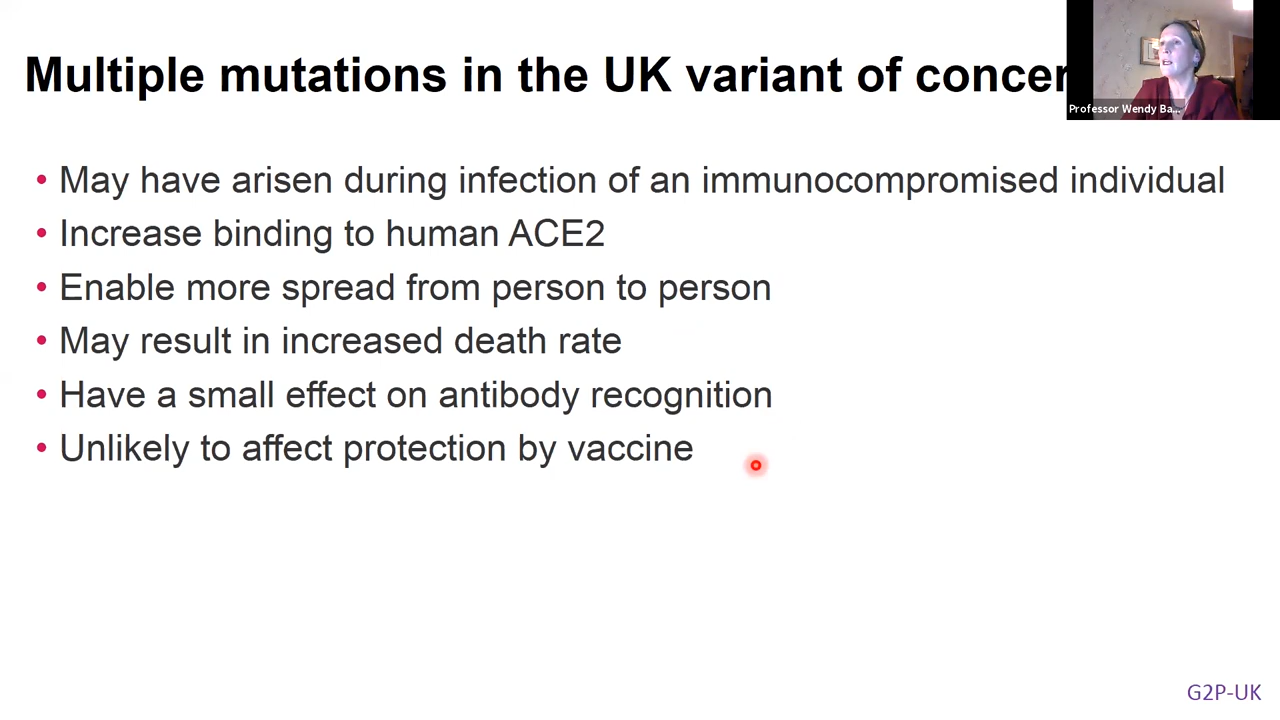 Multiple mutations in the UK variant of concer
Professor Wendy Ba...
• May have arisen during infection of an immunocompromised individual
• Increase binding to human ACE2
• Enable more spread from person to person
• May result in increased death rate
• Have a small effect on antibody recognition
• Unlikely to affect protection by vaccine
G2P-UK